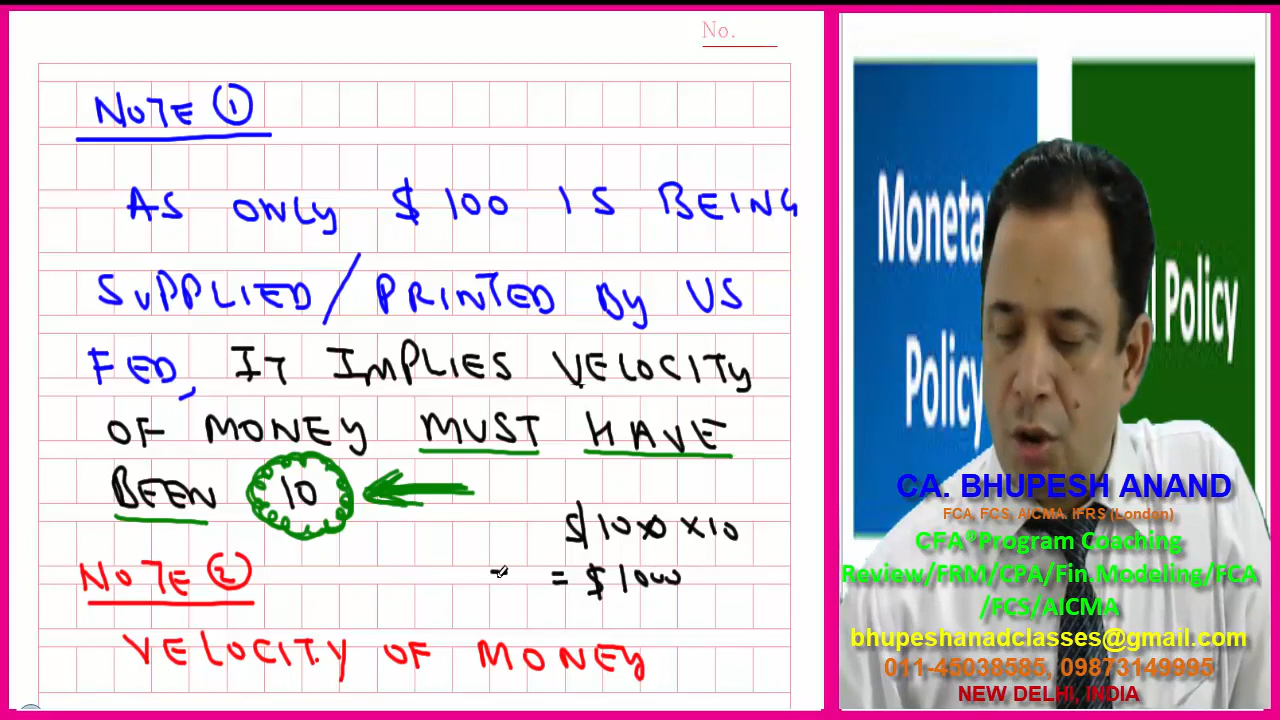 No.
NOTE ①
AS ONLY $ 100 IS BEING
SUPPLIED/PRINTED BY US
FED, IT IMPLIES VELOCITY
OF MONEY MUST HAVE
BEEN 10
$ 100 x 10
= $ 1000
NOTE ②
VELOCITY OF MONEY
Policy
l Policy
CA. BHUPESH ANAND
FCA, FCS, AICMA. IFRS (London)
CFA®Program Coaching
Review/FRM/CPA/Fin.Modeling/FCA
/FCS/AICMA
bhupeshanadclasses@gmail.com
011-45038585, 09873149995
NEW DELHI, INDIA